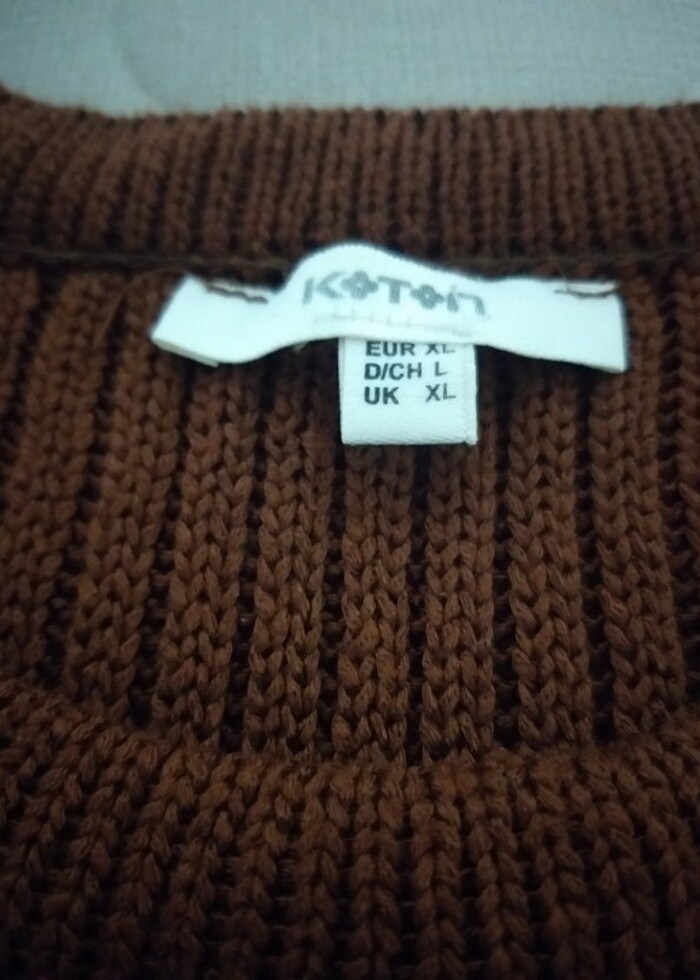 KOTON
EUR XL
D/CH L
UK XL